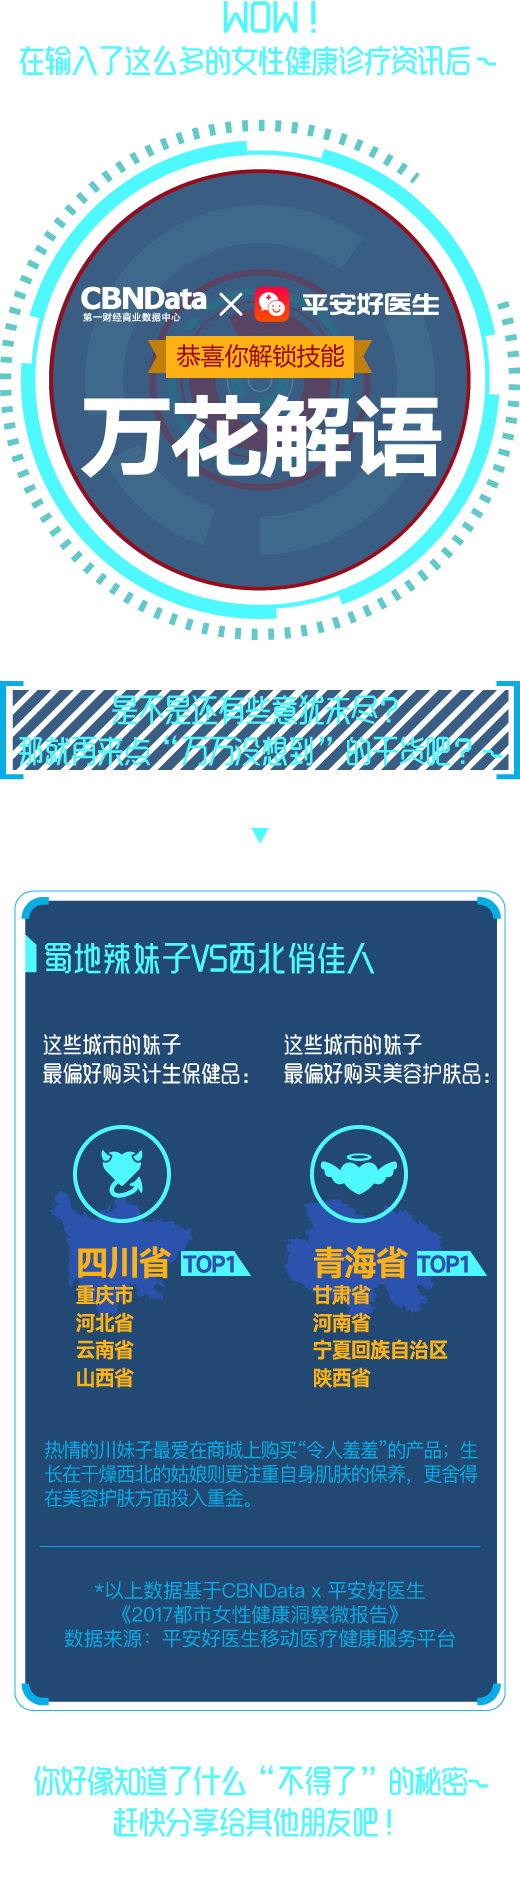 WOW!
在输入了这么多的女性健康诊疗资讯后~
CBNData
第一财经商业数据中心
×
平安好医生
恭喜你解锁技能
万花解语
是不是还有些意犹未尽?
那就再来点“万万没想到”的干货吧?~
蜀地辣妹子VS西北俏佳人
这些城市的妹子
最偏好购买计生保健品:
四川省 TOP1
重庆市
河北省
云南省
山西省
这些城市的妹子
最偏好购买美容护肤品:
青海省 TOP1
甘肃省
河南省
宁夏回族自治区
陕西省
热情的川妹子最爱在商城上购买“令人羞羞”的产品；生
长在干燥西北的姑娘则更注重自身肌肤的保养，更舍得
在美容护肤方面投入重金。
*以上数据基于CBNData x 平安好医生
《2017都市女性健康洞察微报告》
数据来源：平安好医生移动医疗健康服务平台
你好像知道了什么“不得了”的秘密~
赶快分享给其他朋友吧!